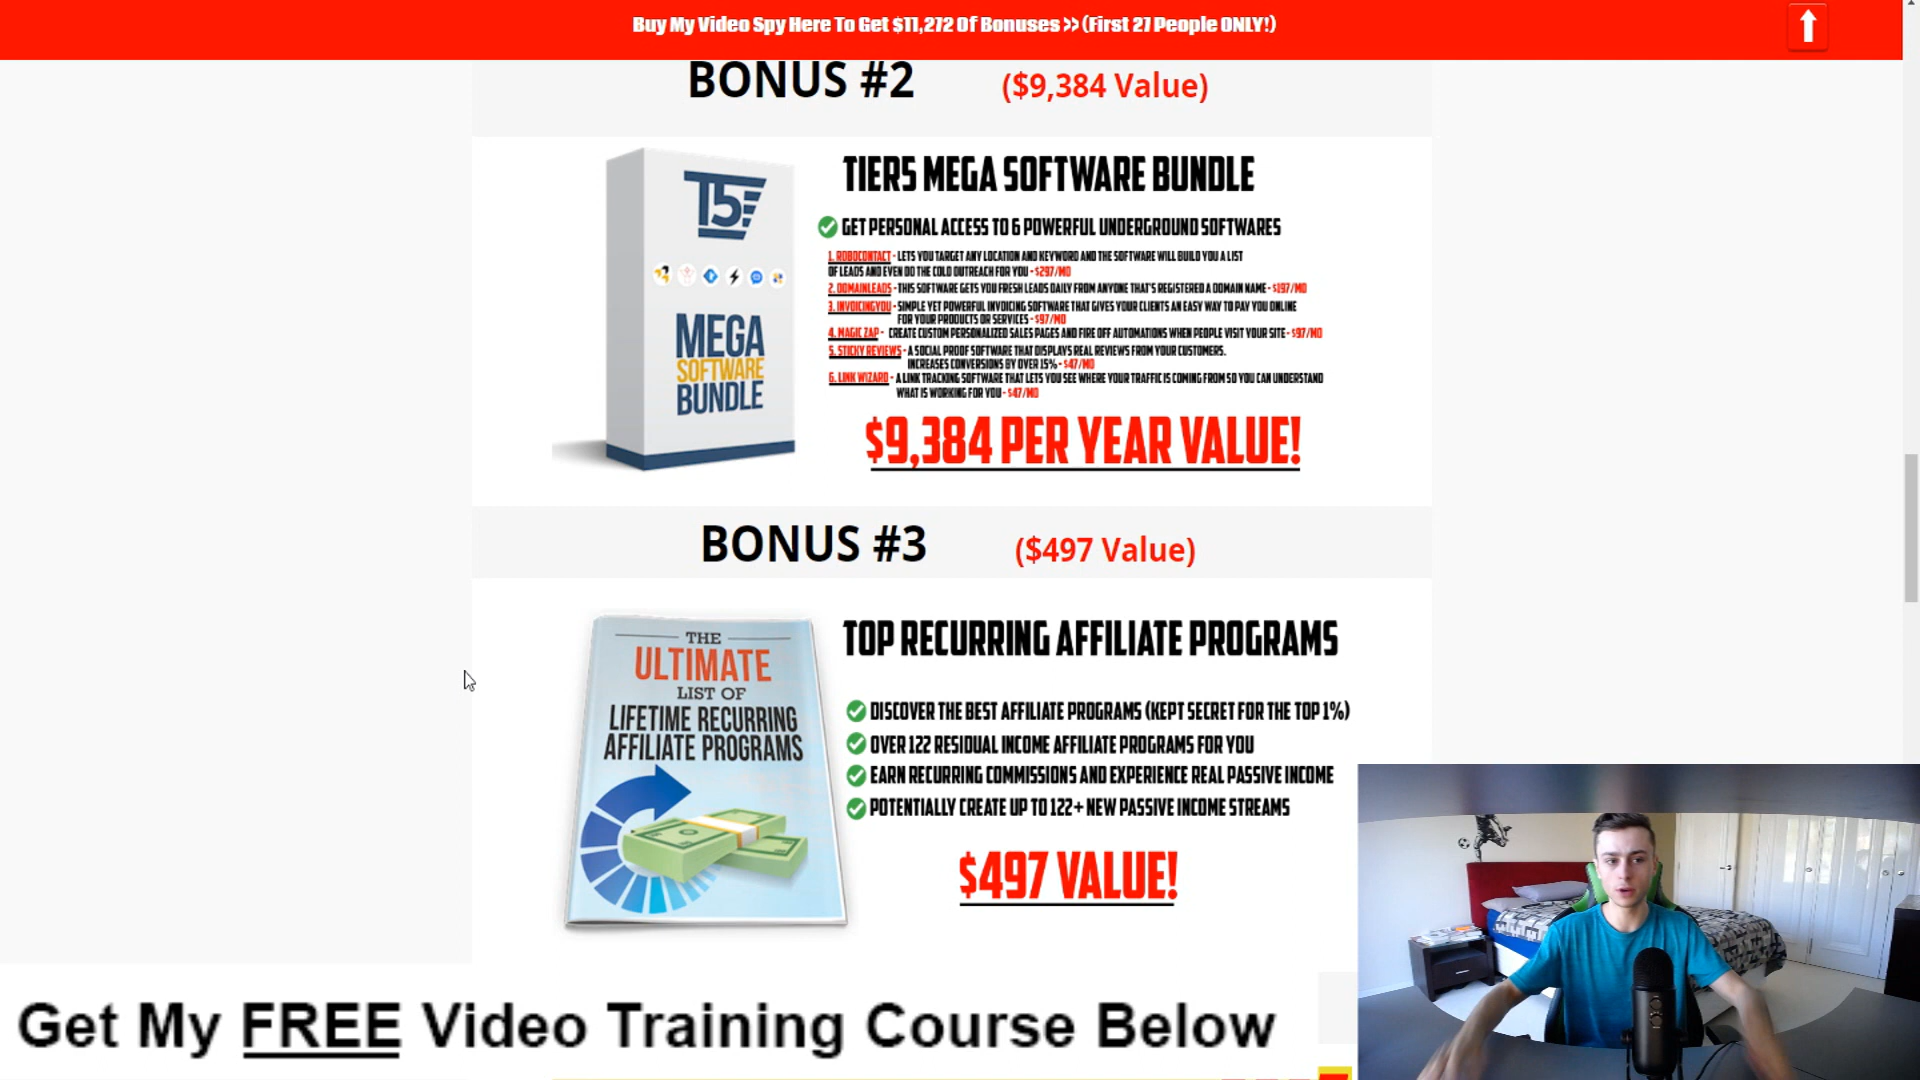 Buy My Video Spy Here To Get $11,272 Of Bonuses >> (First 27 People ONLY!)
BONUS #2 ($9,384 Value)
T5
MEGA
SOFTWARE
BUNDLE
TIER5 MEGA SOFTWARE BUNDLE
GET PERSONAL ACCESS TO 6 POWERFUL UNDERGROUND SOFTWARES
1. ROBOCONTACT - LETS YOU TARGET ANY LOCATION AND KEYWORD AND THE SOFTWARE WILL BUILD YOU A LIST
OF LEADS AND EVEN DO THE COLD OUTREACH FOR YOU - $297/MO
2. DOMAINLEADS - THIS SOFTWARE GETS YOU FRESH LEADS DAILY FROM ANYONE THAT'S REGISTERED A DOMAIN NAME - $197/MO
3. INVOICINGYOU - SIMPLE YET POWERFUL INVOICING SOFTWARE THAT GIVES YOUR CLIENTS AN EASY WAY TO PAY YOU ONLINE
FOR YOUR PRODUCTS OR SERVICES - $97/MO
4. MAGIC ZAP - CREATE CUSTOM PERSONALIZED SALES PAGES AND FIRE OFF AUTOMATIONS WHEN PEOPLE VISIT YOUR SITE - $97/MO
5. STICKY REVIEWS - A SOCIAL PROOF SOFTWARE THAT DISPLAYS REAL REVIEWS FROM YOUR CUSTOMERS.
INCREASES CONVERSIONS BY OVER 15% - $47/MO
6. LINK WIZARD - A LINK TRACKING SOFTWARE THAT LETS YOU SEE WHERE YOUR TRAFFIC IS COMING FROM SO YOU CAN UNDERSTAND
WHAT IS WORKING FOR YOU - $47/MO
$9,384 PER YEAR VALUE!
BONUS #3 ($497 Value)
THE
ULTIMATE
LIST OF
LIFETIME RECURRING
AFFILIATE PROGRAMS
TOP RECURRING AFFILIATE PROGRAMS
DISCOVER THE BEST AFFILIATE PROGRAMS (KEPT SECRET FOR THE TOP 1%)
OVER 122 RESIDUAL INCOME AFFILIATE PROGRAMS FOR YOU
EARN RECURRING COMMISSIONS AND EXPERIENCE REAL PASSIVE INCOME
POTENTIALLY CREATE UP TO 122+ NEW PASSIVE INCOME STREAMS
$497 VALUE!
Get My FREE Video Training Course Below